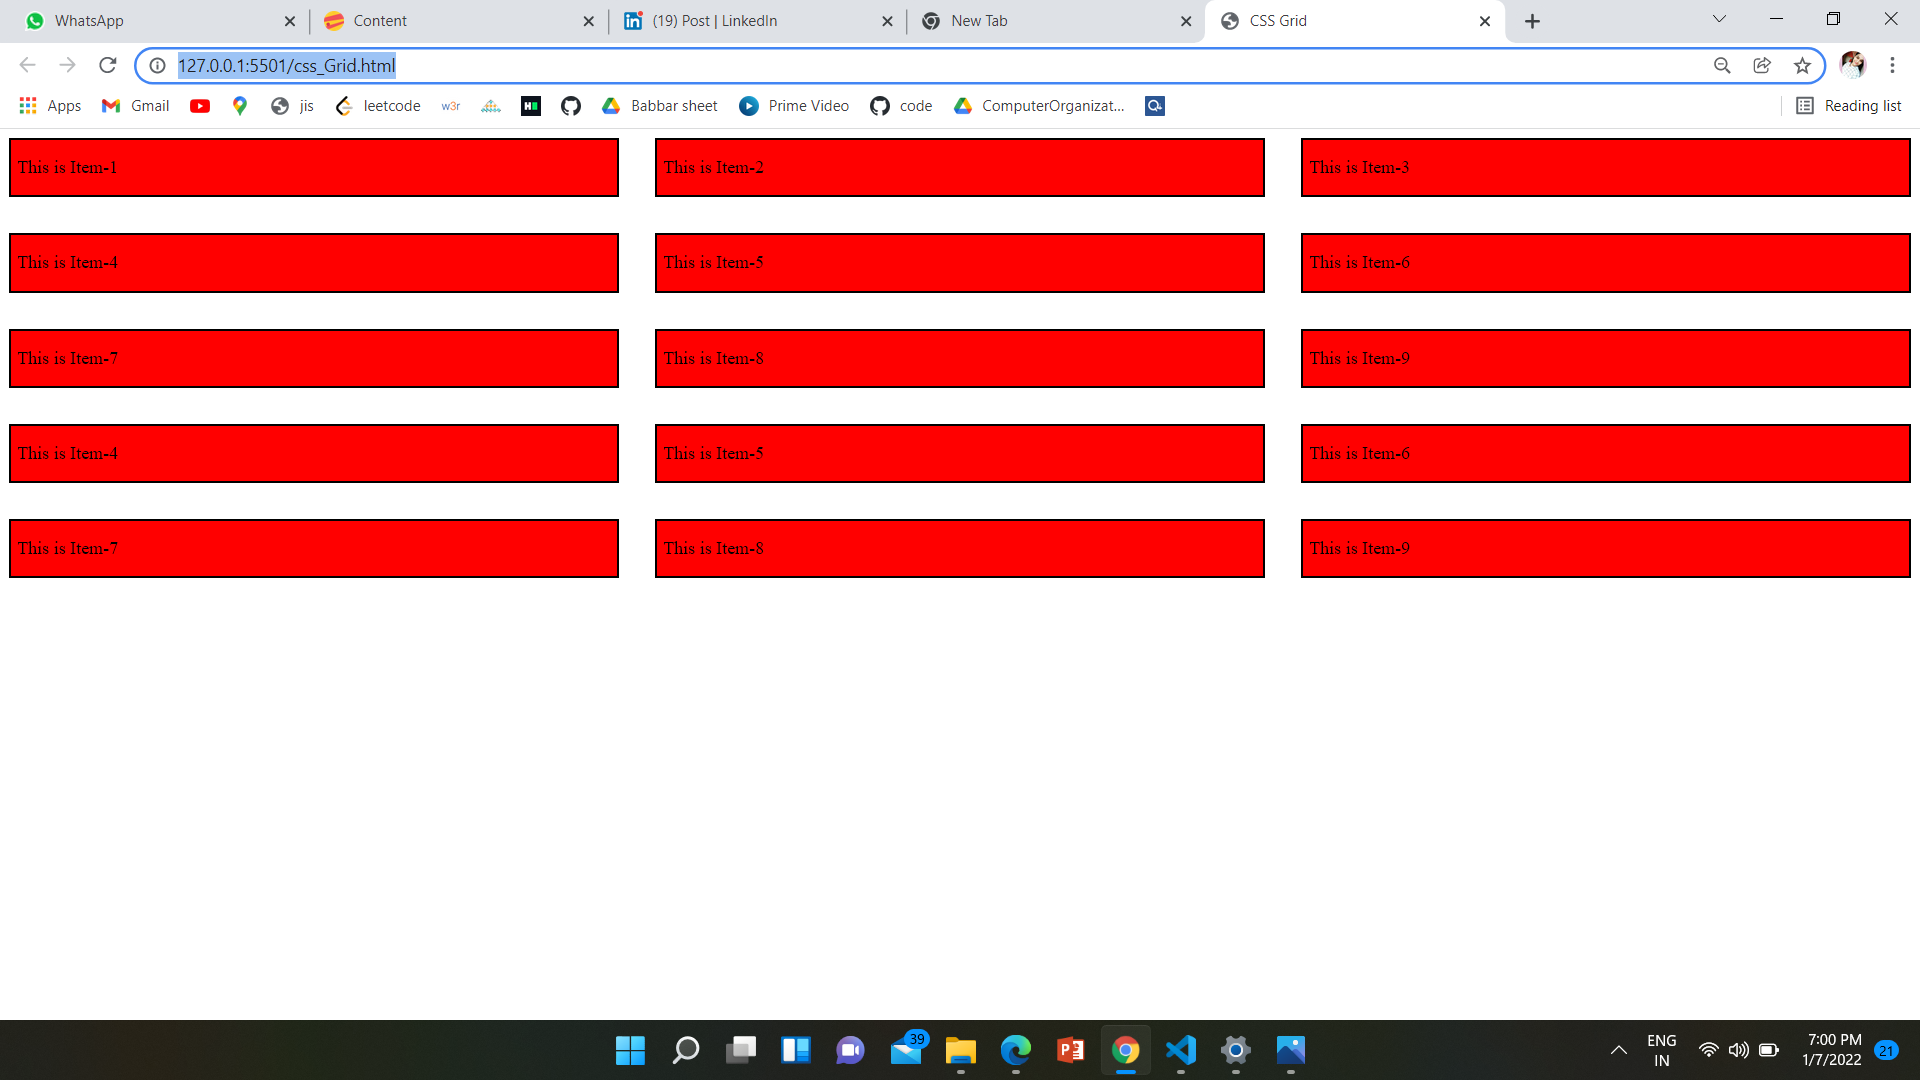 WhatsApp Content (19) Post | LinkedIn New Tab CSS Grid
127.0.0.1:5501/css_Grid.html
Apps Gmail jis leetcode w3r H Babbar sheet Prime Video code ComputerOrganizat... Reading list
This is Item-1 This is Item-2 This is Item-3
This is Item-4 This is Item-5 This is Item-6
This is Item-7 This is Item-8 This is Item-9
This is Item-4 This is Item-5 This is Item-6
This is Item-7 This is Item-8 This is Item-9
39 ENG 7:00 PM
IN 1/7/2022 21